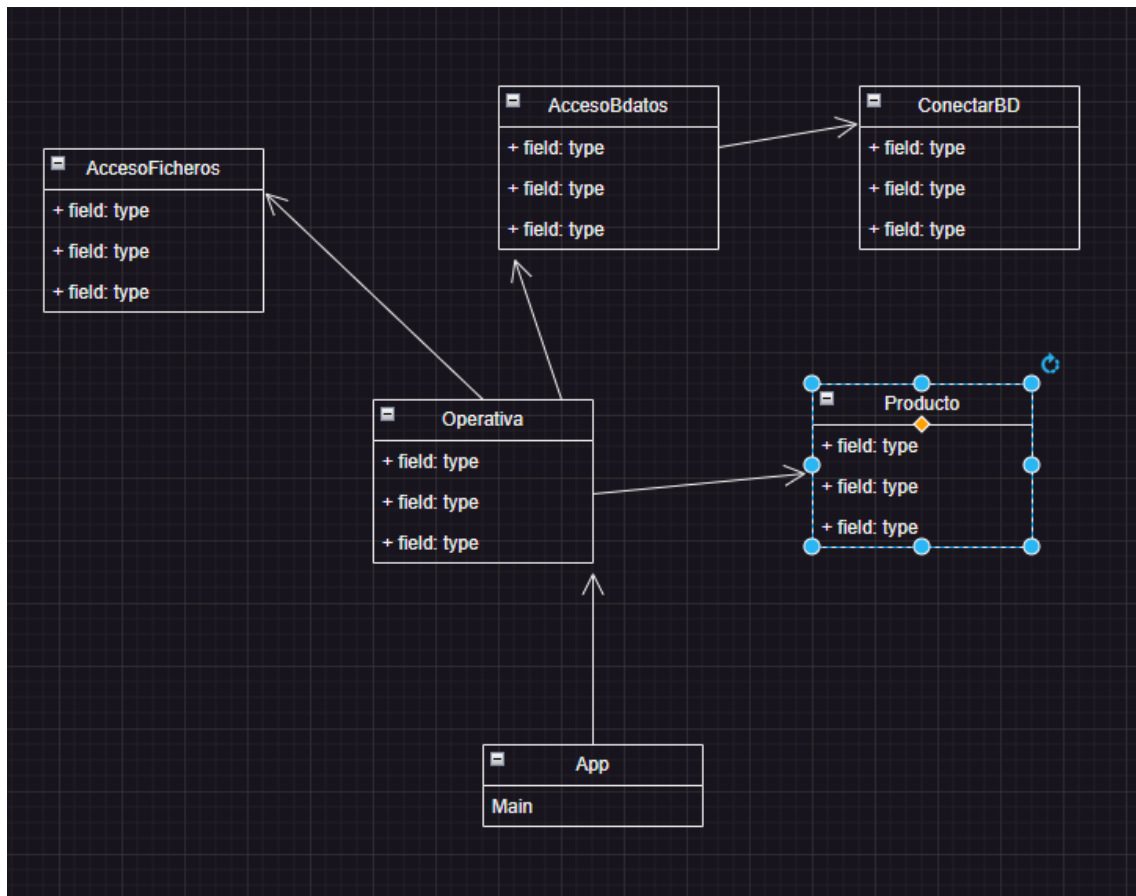 AccesoBdatos
+ field: type
+ field: type
+ field: type
ConectarBD
+ field: type
+ field: type
+ field: type
AccesoFicheros
+ field: type
+ field: type
+ field: type
Operativa
+ field: type
+ field: type
+ field: type
Producto
+ field: type
+ field: type
+ field: type
App
Main